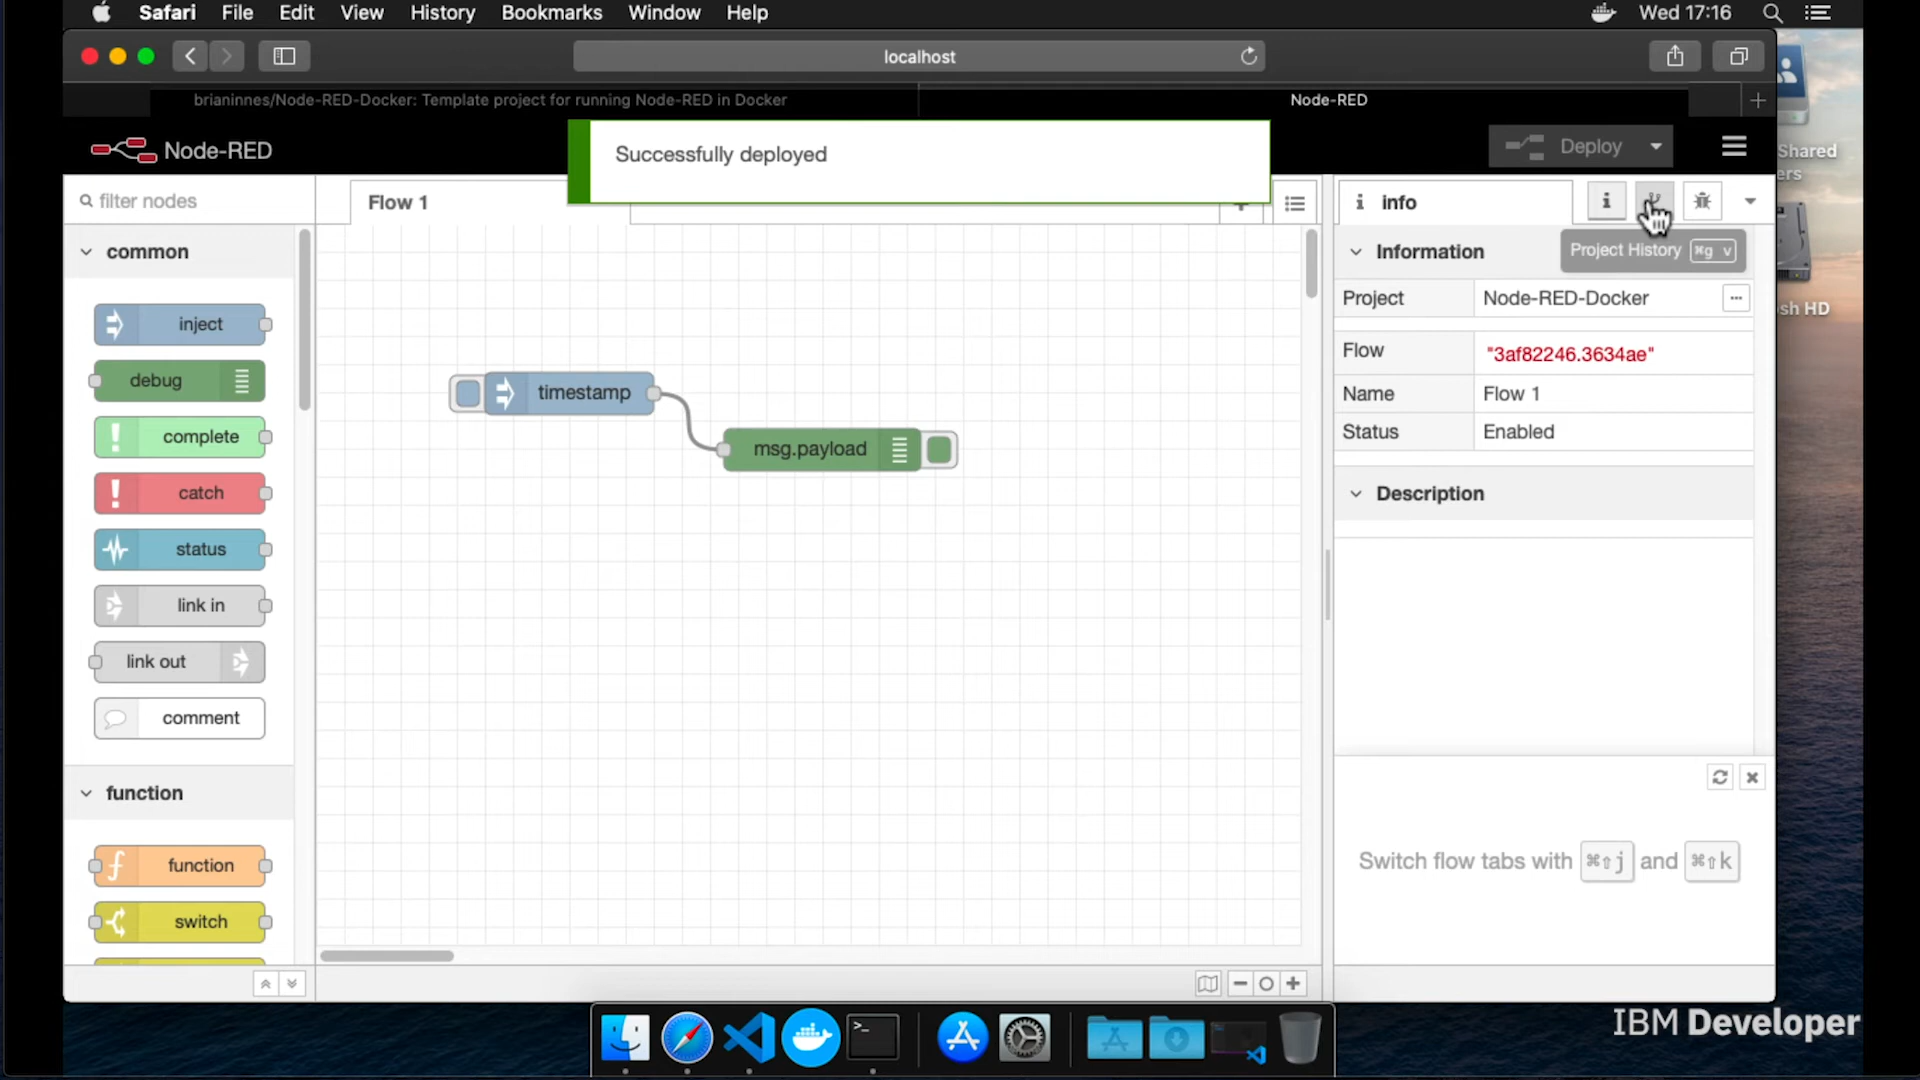 Safari File Edit View History Bookmarks Window Help Wed 17:16
localhost
brianinnes/Node-RED-Docker: Template project for running Node-RED in Docker
Node-RED
Node-RED
Successfully deployed
Deploy
filter nodes
Flow 1
info
common
Information
Project History ⌘g v
inject
Project Node-RED-Docker
debug
Flow "3af82246.3634ae"
Name Flow 1
timestamp
complete
Status Enabled
msg.payload
catch
Description
status
link in
link out
comment
function
function
Switch flow tabs with ⌘⇧j and ⌘⇧k
switch
Shared
sh HD
IBM Developer